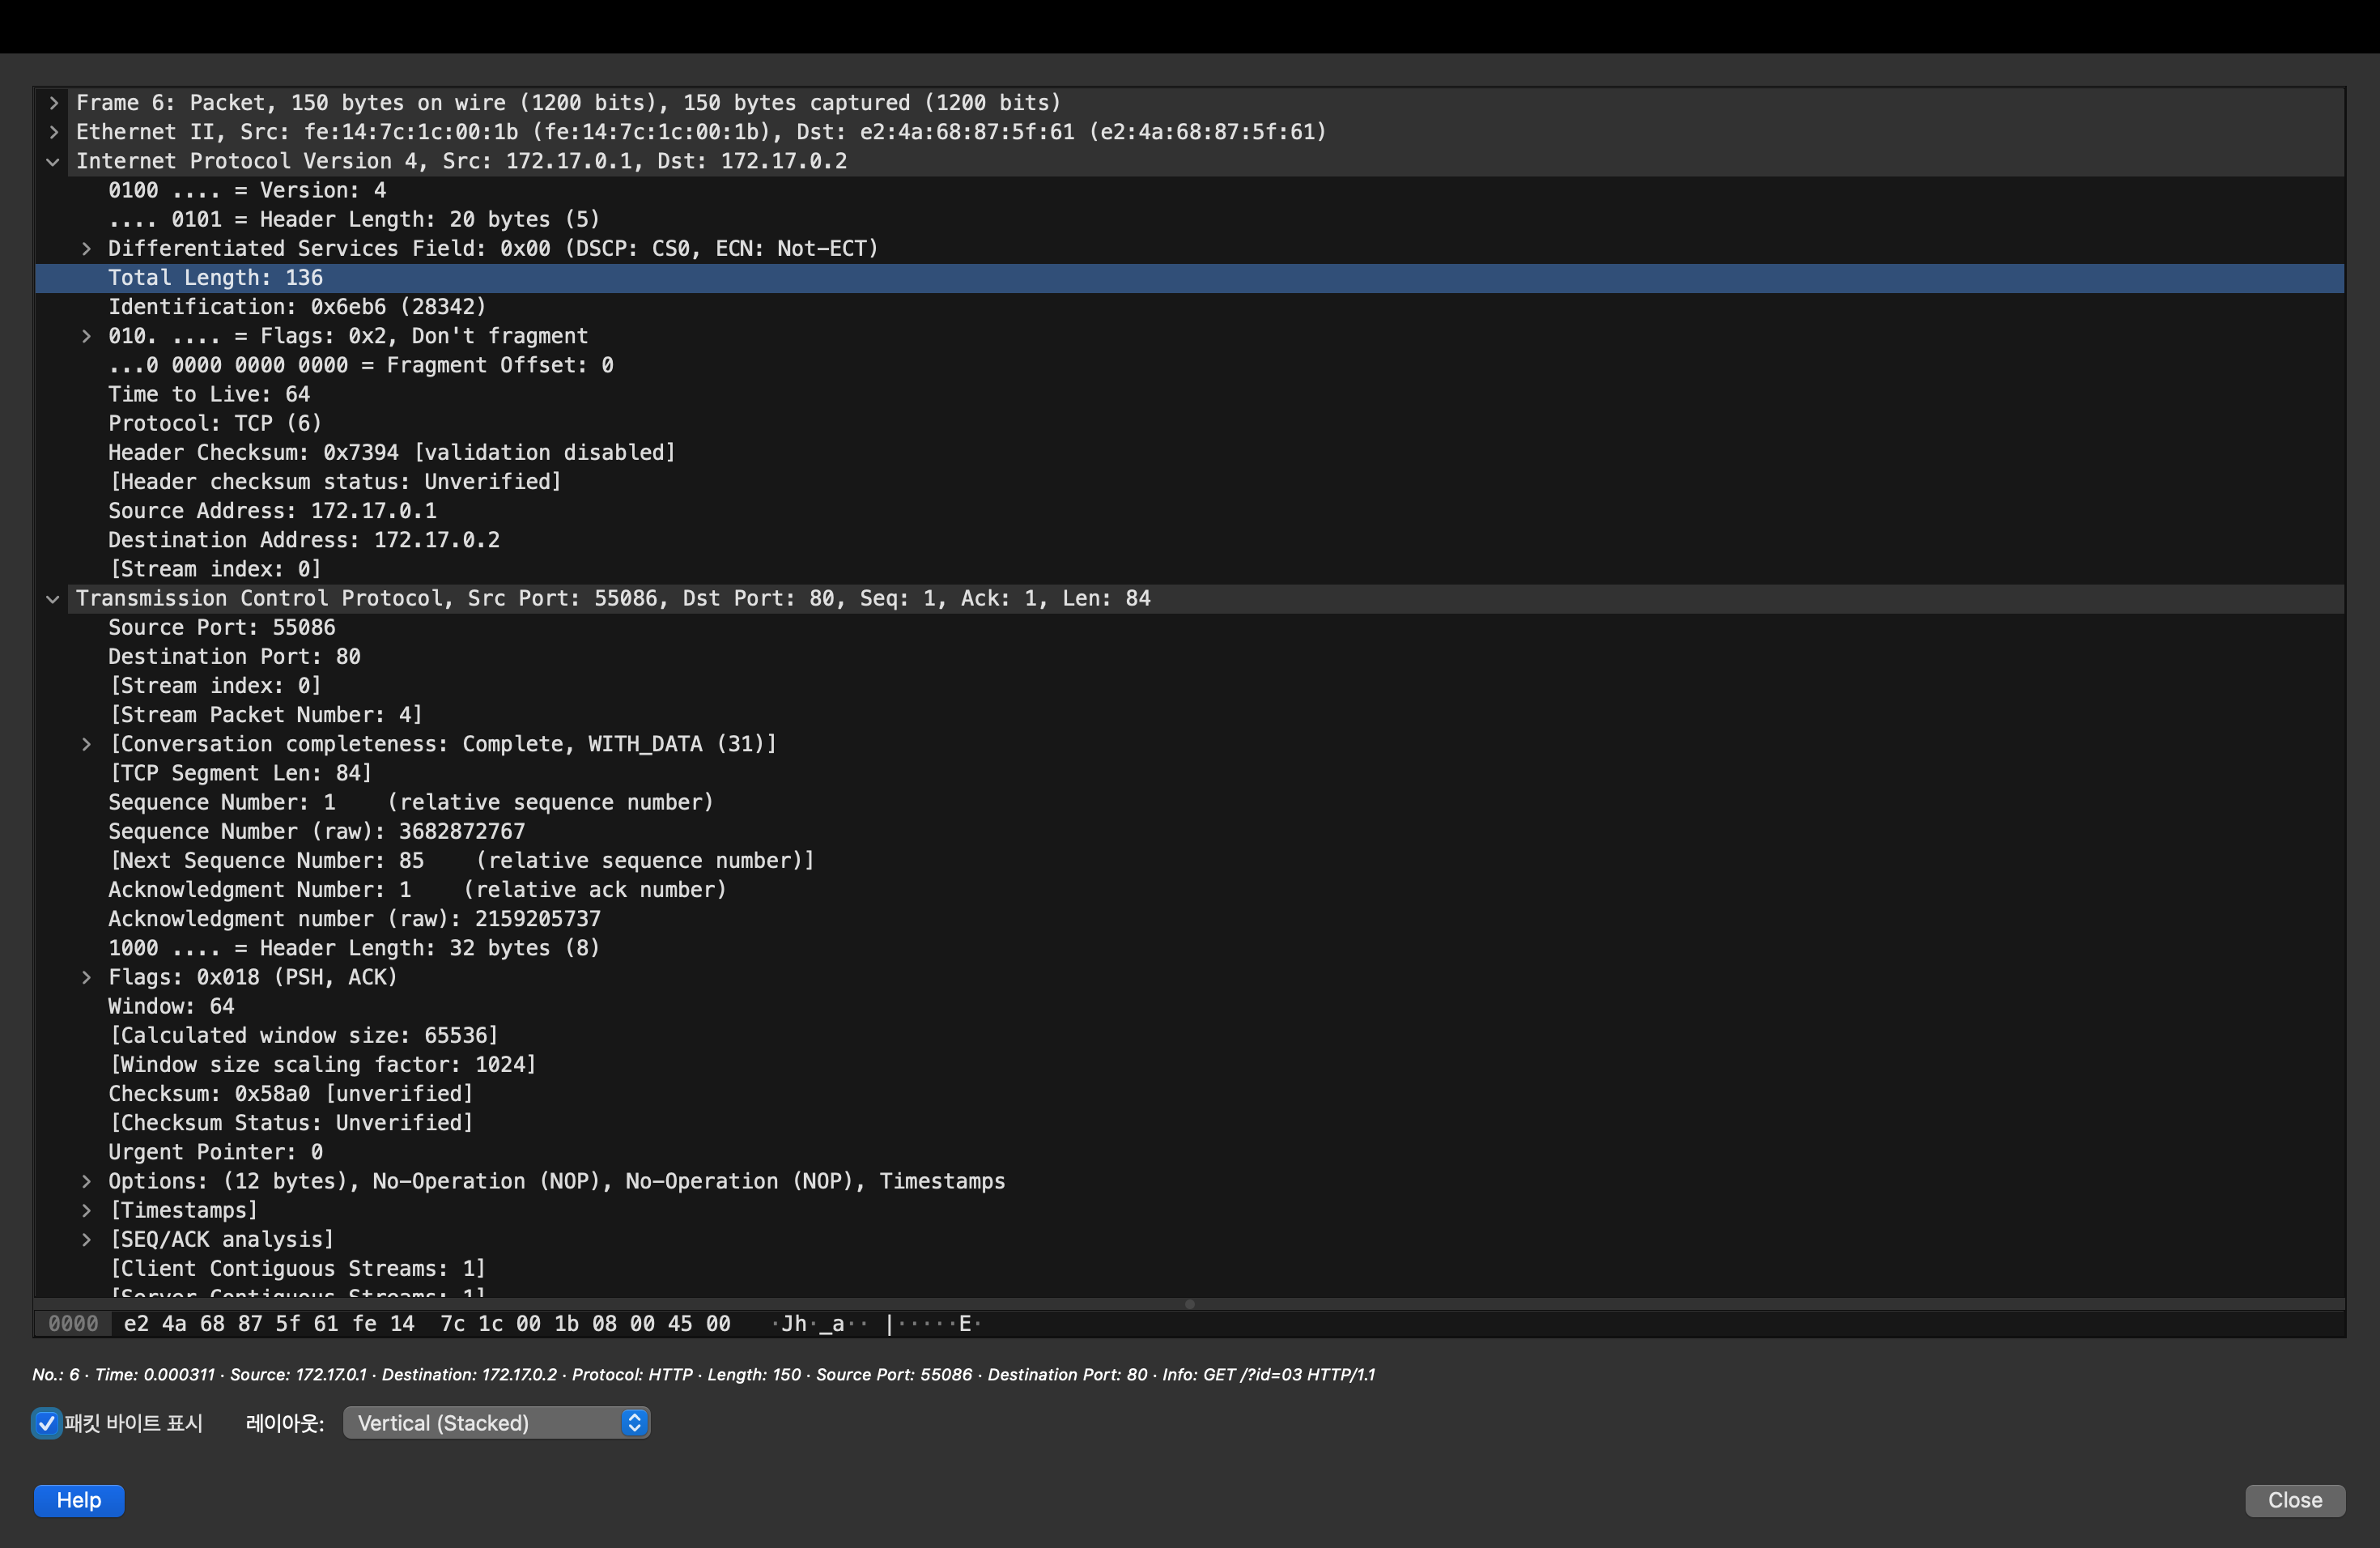 Frame 6: Packet, 150 bytes on wire (1200 bits), 150 bytes captured (1200 bits)
Ethernet II, Src: fe:14:7c:1c:00:1b (fe:14:7c:1c:00:1b), Dst: e2:4a:68:87:5f:61 (e2:4a:68:87:5f:61)
Internet Protocol Version 4, Src: 172.17.0.1, Dst: 172.17.0.2
0100 .... = Version: 4
.... 0101 = Header Length: 20 bytes (5)
Differentiated Services Field: 0x00 (DSCP: CS0, ECN: Not-ECT)
Total Length: 136
Identification: 0x6eb6 (28342)
010. .... = Flags: 0x2, Don't fragment
...0 0000 0000 0000 = Fragment Offset: 0
Time to Live: 64
Protocol: TCP (6)
Header Checksum: 0x7394 [validation disabled]
[Header checksum status: Unverified]
Source Address: 172.17.0.1
Destination Address: 172.17.0.2
[Stream index: 0]
Transmission Control Protocol, Src Port: 55086, Dst Port: 80, Seq: 1, Ack: 1, Len: 84
Source Port: 55086
Destination Port: 80
[Stream index: 0]
[Stream Packet Number: 4]
[Conversation completeness: Complete, WITH_DATA (31)]
[TCP Segment Len: 84]
Sequence Number: 1    (relative sequence number)
Sequence Number (raw): 3682872767
[Next Sequence Number: 85    (relative sequence number)]
Acknowledgment Number: 1    (relative ack number)
Acknowledgment number (raw): 2159205737
1000 .... = Header Length: 32 bytes (8)
Flags: 0x018 (PSH, ACK)
Window: 64
[Calculated window size: 65536]
[Window size scaling factor: 1024]
Checksum: 0x58a0 [unverified]
[Checksum Status: Unverified]
Urgent Pointer: 0
Options: (12 bytes), No-Operation (NOP), No-Operation (NOP), Timestamps
[Timestamps]
[SEQ/ACK analysis]
[Client Contiguous Streams: 1]
[Server Contiguous Streams: 1]
0000 e2 4a 68 87 5f 61 fe 14 7c 1c 00 1b 08 00 45 00 ·Jh·_a·· |·····E·
No.: 6 · Time: 0.000311 · Source: 172.17.0.1 · Destination: 172.17.0.2 · Protocol: HTTP · Length: 150 · Source Port: 55086 · Destination Port: 80 · Info: GET /?id=03 HTTP/1.1
패킷 바이트 표시 레이아웃: Vertical (Stacked)
Help Close